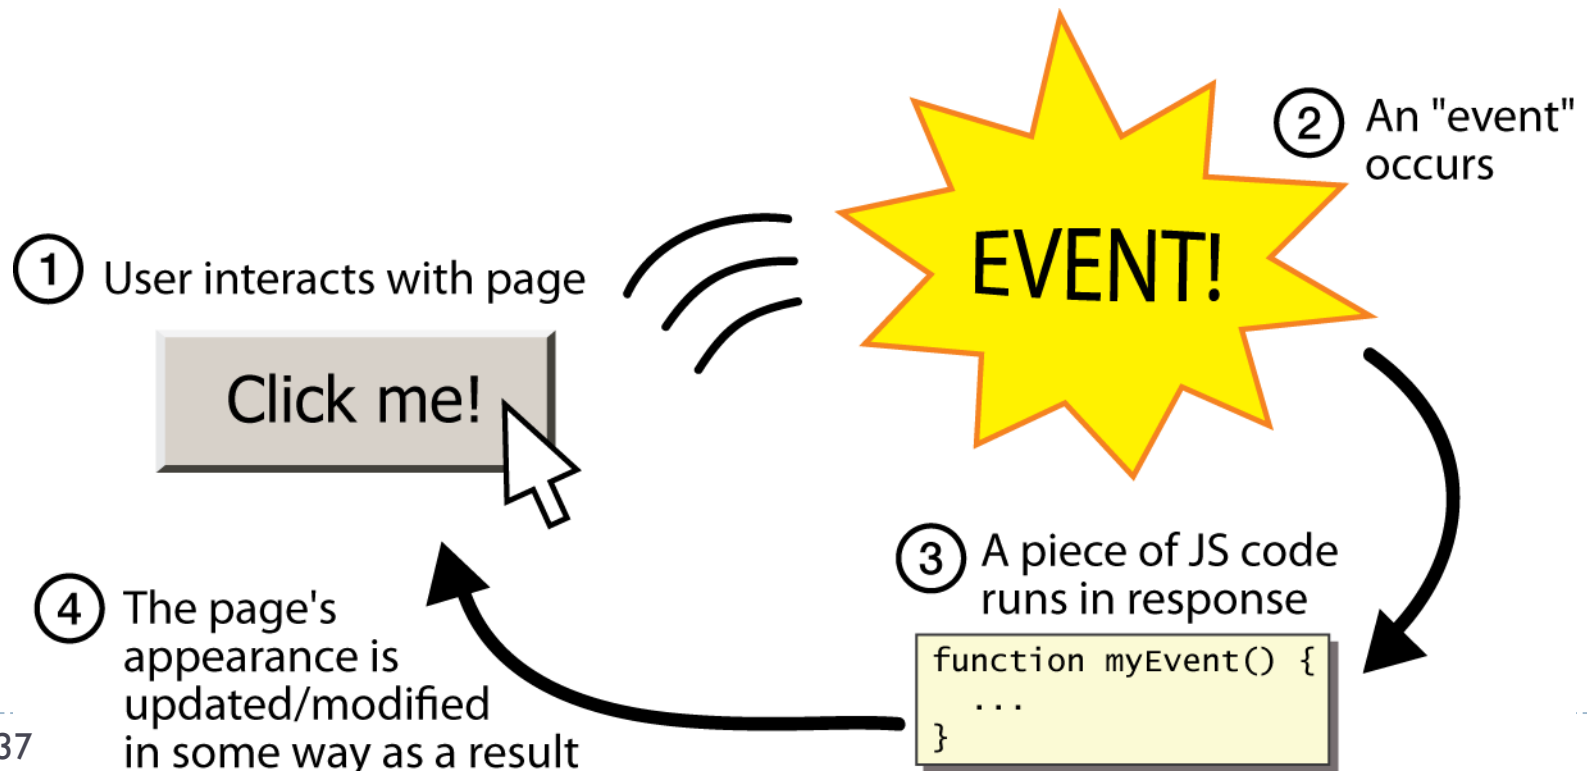 1 User interacts with page
Click me!
EVENT!
2 An "event"
occurs
3 A piece of JS code
runs in response
function myEvent() {
...
}
4 The page's
appearance is
updated/modified
in some way as a result
37